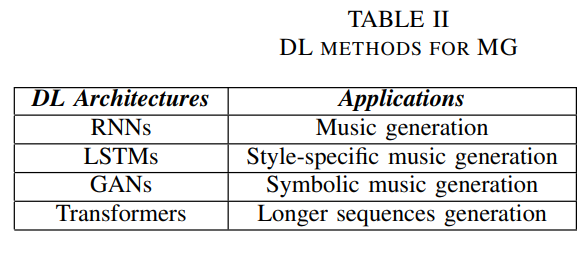 TABLE II
DL METHODS FOR MG
DL Architectures Applications
RNNs Music generation
LSTMs Style-specific music generation
GANs Symbolic music generation
Transformers Longer sequences generation